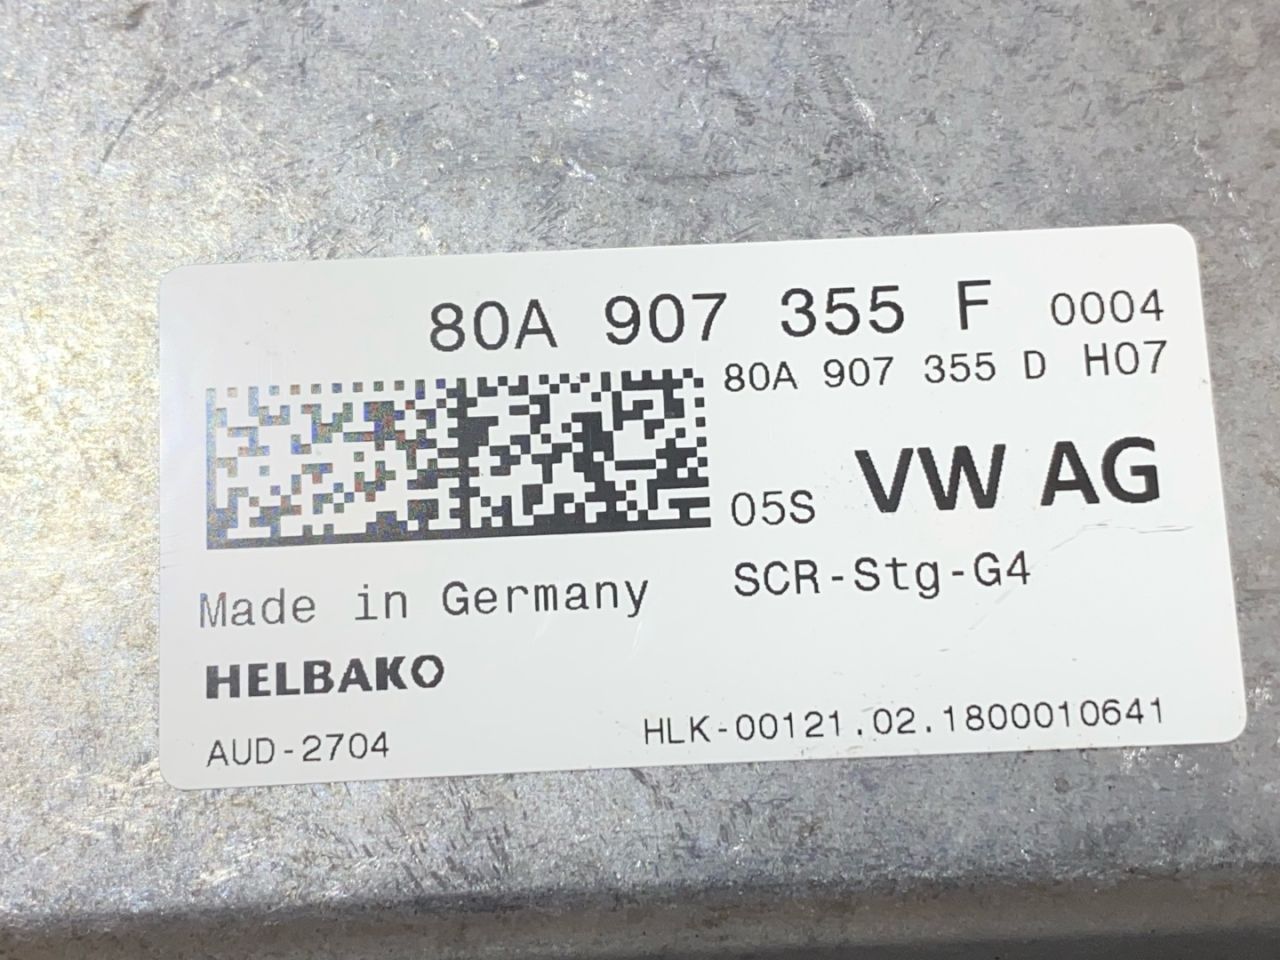 80A 907 355 F 0004
80A 907 355 D H07
05S VW AG
Made in Germany SCR-Stg-G4
HELBAKO
AUD-2704 HLK-00121.02.1800010641